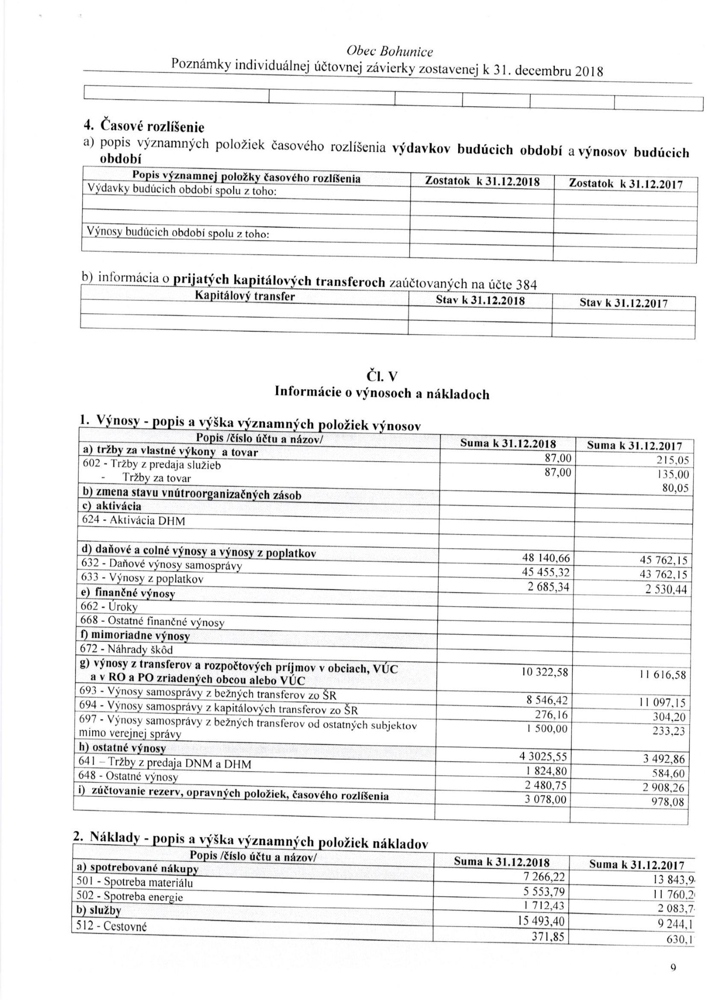 Obec Bohunice
Poznámky individuálnej účtovnej závierky zostavenej k 31. decembru 2018
4. Časové rozlíšenie
a) popis významných položiek časového rozlíšenia výdavkov budúcich období a výnosov budúcich
období
Popis významnej položky časového rozlíšenia Zostatok k 31.12.2018 Zostatok k 31.12.2017
Výdavky budúcich období spolu z toho:
Výnosy budúcich období spolu z toho:
b) informácia o prijatých kapitálových transferoch zaúčtovaných na účte 384
Kapitálový transfer Stav k 31.12.2018 Stav k 31.12.2017
Čl. V
Informácie o výnosoch a nákladoch
1. Výnosy - popis a výška významných položiek výnosov
Popis /číslo účtu a názov/ Suma k 31.12.2018 Suma k 31.12.2017
a) tržby za vlastné výkony a tovar 87,00 215,05
602 - Tržby z predaja služieb 87,00 135,00
- Tržby za tovar 80,05
b) zmena stavu vnútroorganizačných zásob
c) aktivácia
624 - Aktivácia DHM
d) daňové a colné výnosy a výnosy z poplatkov 48 140,66 45 762,15
632 - Daňové výnosy samosprávy 45 455,32 43 762,15
633 - Výnosy z poplatkov 2 685,34 2 530,44
e) finančné výnosy
662 - Úroky
668 - Ostatné finančné výnosy
f) mimoriadne výnosy
672 - Náhrady škôd
g) výnosy z transferov a rozpočtových príjmov v obciach, VÚC 10 322,58 11 616,58
a v RO a PO zriadených obcou alebo VÚC
693 - Výnosy samosprávy z bežných transferov zo ŠR 8 546,42 11 097,15
694 - Výnosy samosprávy z kapitálových transferov zo ŠR 276,16 304,20
697 - Výnosy samosprávy z bežných transferov od ostatných subjektov 1 500,00 233,23
mimo verejnej správy
h) ostatné výnosy 4 3025,55 3 492,86
641 – Tržby z predaja DNM a DHM 1 824,80 584,60
648 - Ostatné výnosy 2 480,75 2 908,26
i) zúčtovanie rezerv, opravných položiek, časového rozlíšenia 3 078,00 978,08
2. Náklady - popis a výška významných položiek nákladov
Popis /číslo účtu a názov/ Suma k 31.12.2018 Suma k 31.12.2017
a) spotrebované nákupy 7 266,22 13 843,9
501 - Spotreba materiálu 5 553,79 11 760,2
502 - Spotreba energie 1 712,43 2 083,7
b) služby 15 493,40 9 244,1
512 - Cestovné 371,85 630,1
9